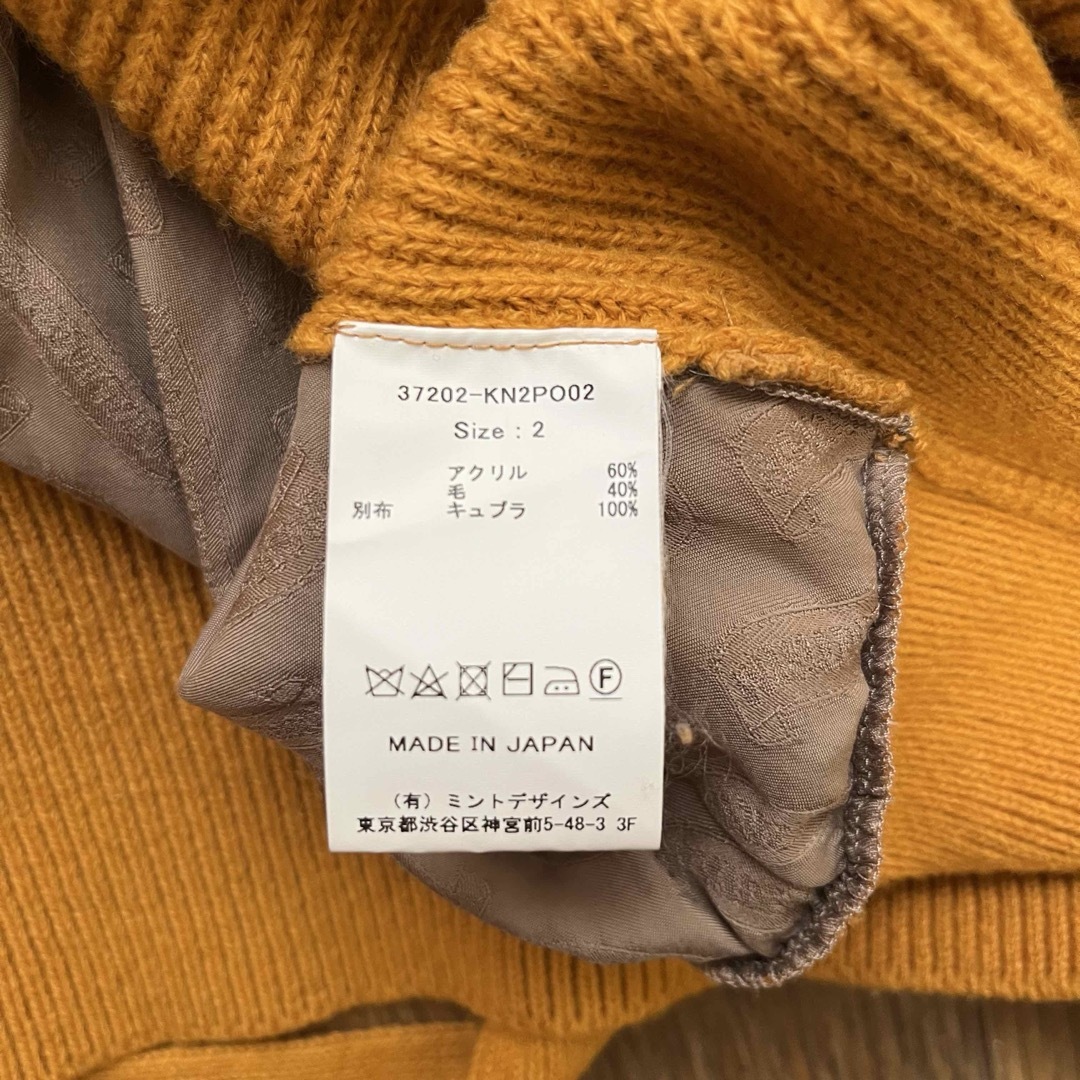 37202-KN2PO02
Size : 2
アクリル 60%
毛 40%
別布 キュプラ 100%
F
MADE IN JAPAN
(有) ミントデザインズ
東京都渋谷区神宮前5-48-3 3F